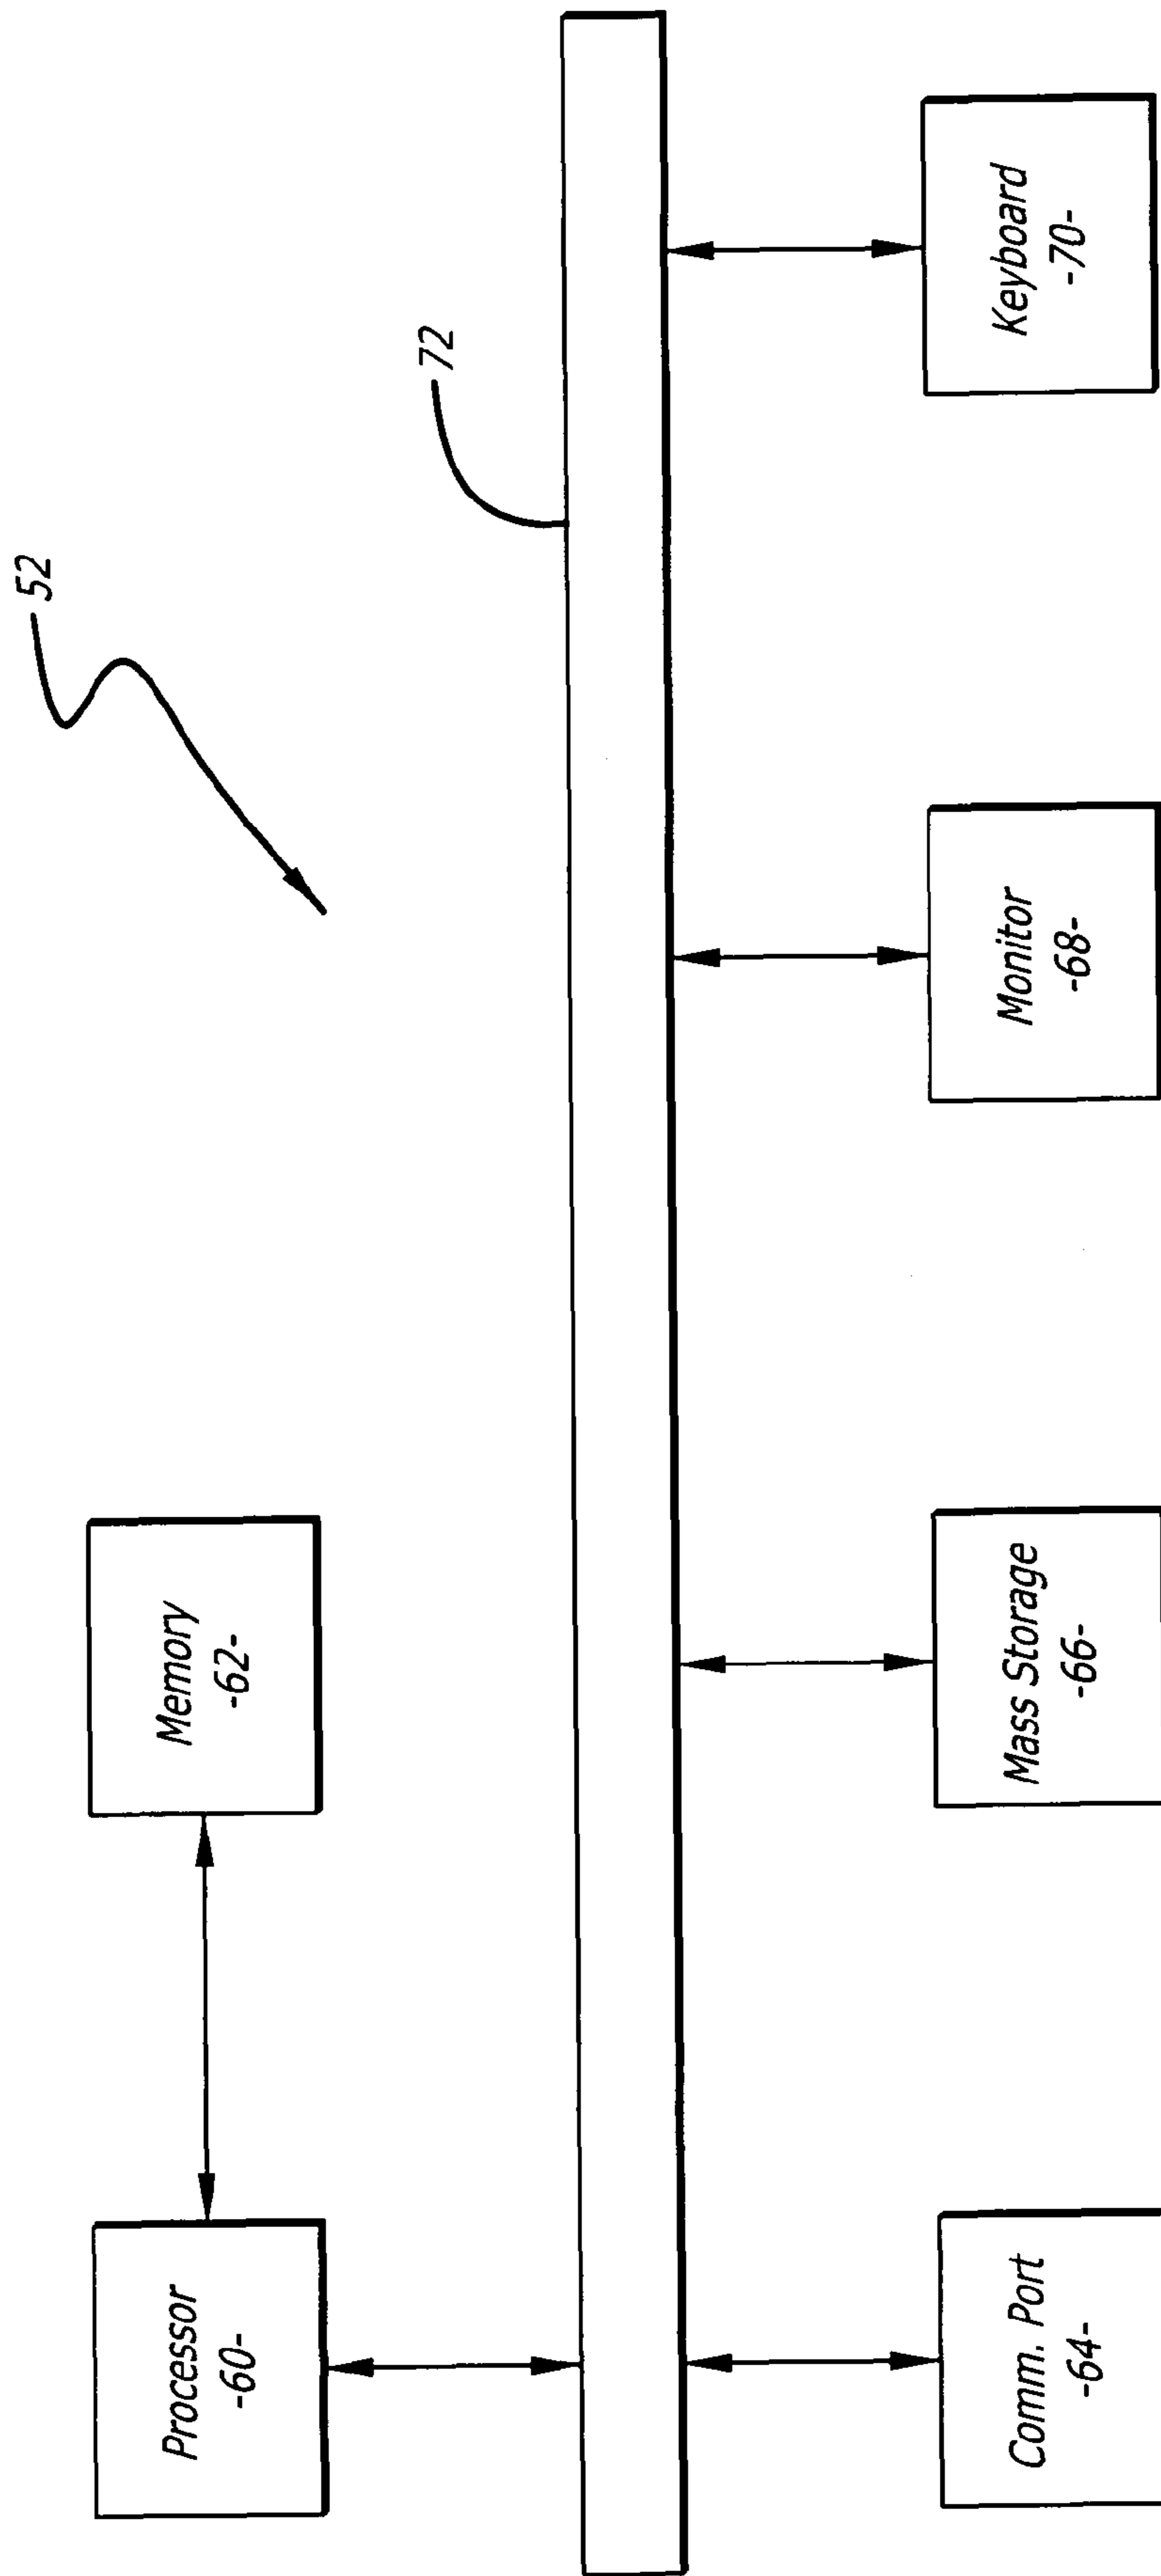 52
72
Processor
-60-
Memory
-62-
Comm. Port
-64-
Mass Storage
-66-
Monitor
-68-
Keyboard
-70-